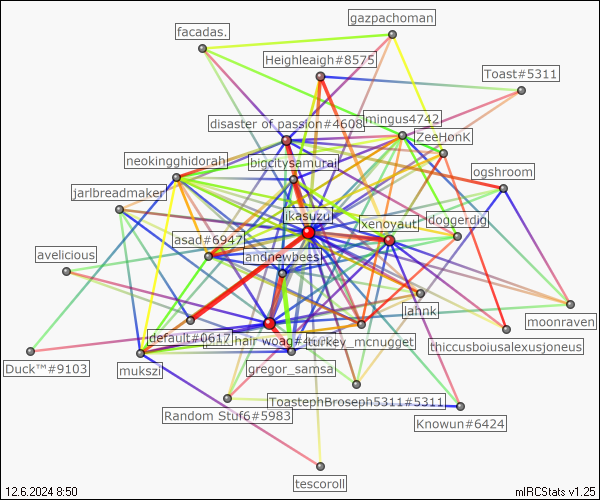 gazpachoman
facadas.
Heighleaigh#8575
Toast#5311
disaster of passion#4608
mingus4742
ZeeHonK
neokingghidorah
bigcitysamurai
ogshroom
jarlbreadmaker
ikasuzu
xenoyaut
doggerdig
asad#6947
avelicious
andnewbees
jahnk
moonraven
default#0617
hair woag#4
turkey_mcnugget
thiccusboiusalexusjoneus
Duck™#9103
mukszi
gregor_samsa
ToastephBroseph5311#5311
Random Stuf6#5983
Knowun#6424
tescoroll
12.6.2024 8:50
mIRCStats v1.25